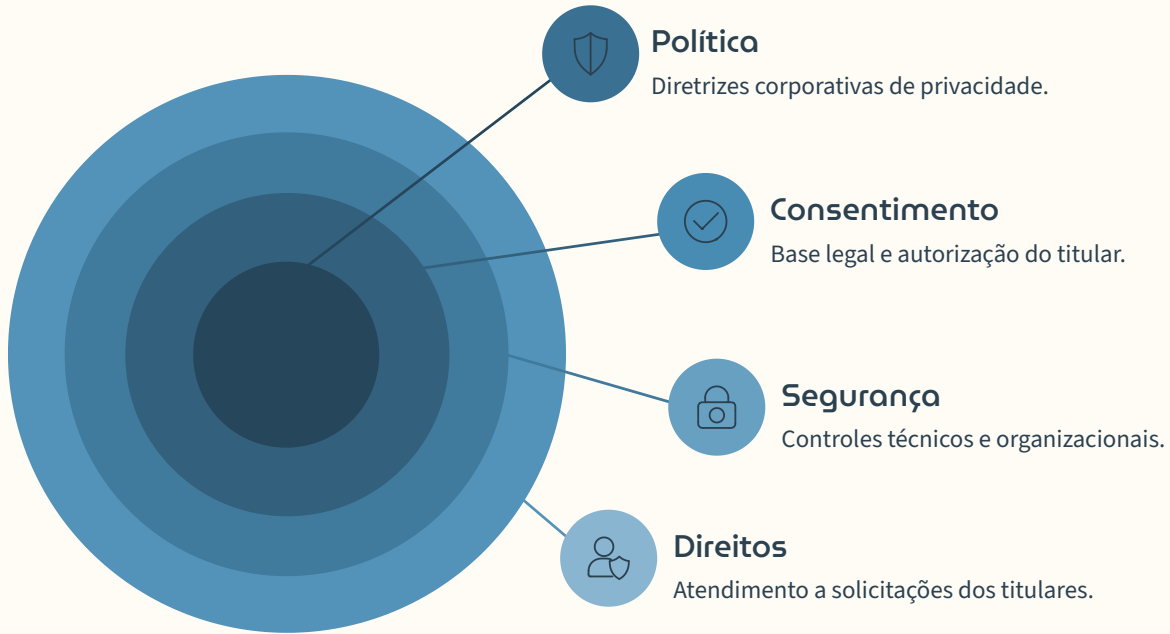 Política
Diretrizes corporativas de privacidade.
Consentimento
Base legal e autorização do titular.
Segurança
Controles técnicos e organizacionais.
Direitos
Atendimento a solicitações dos titulares.